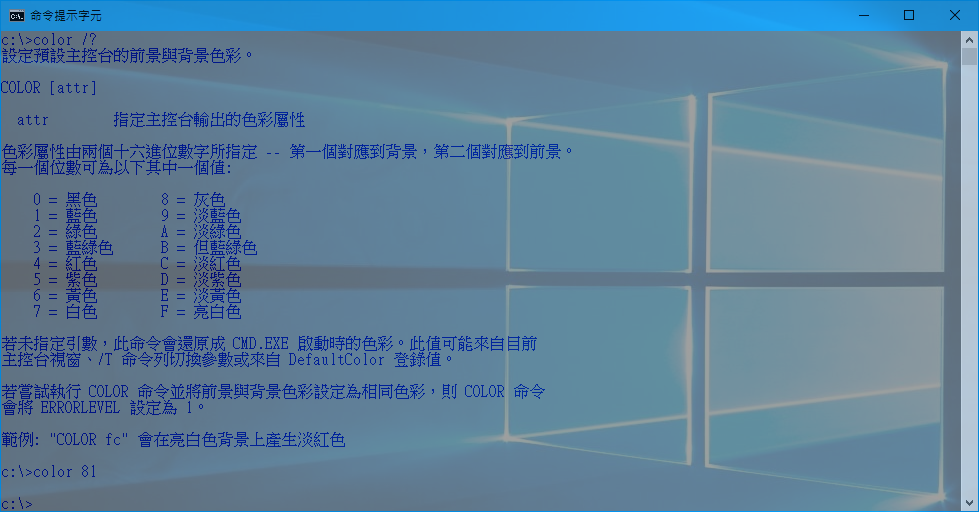 命令提示字元
c:\>color /?
設定預設主控台的前景與背景色彩。
COLOR [attr]
attr 指定主控台輸出的色彩屬性
色彩屬性由兩個十六進位數字所指定 -- 第一個對應到背景，第二個對應到前景。
每一個位數可為以下其中一個值:
0 = 黑色 8 = 灰色
1 = 藍色 9 = 淡藍色
2 = 綠色 A = 淡綠色
3 = 藍綠色 B = 但藍綠色
4 = 紅色 C = 淡紅色
5 = 紫色 D = 淡紫色
6 = 黃色 E = 淡黃色
7 = 白色 F = 亮白色
若未指定引數，此命令會還原成 CMD.EXE 啟動時的色彩。此值可能來自目前
主控台視窗、/T 命令列切換參數或來自 DefaultColor 登錄值。
若嘗試執行 COLOR 命令並將前景與背景色彩設定為相同色彩，則 COLOR 命令
會將 ERRORLEVEL 設定為 1。
範例: "COLOR fc" 會在亮白色背景上產生淡紅色
c:\>color 81
c:\>